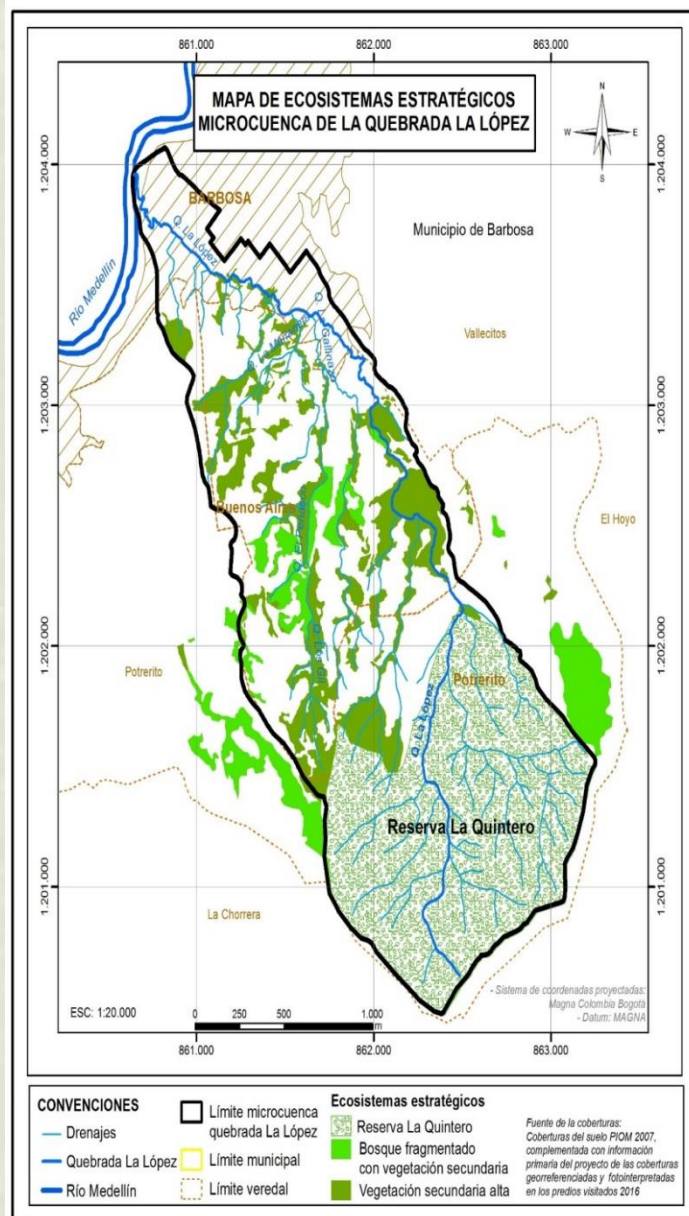 861.000 862.000 863.000
MAPA DE ECOSISTEMAS ESTRATÉGICOS
MICROCUENCA DE LA QUEBRADA LA LÓPEZ
N
W E
S
1:204.000 1:204.000
BARBOSA
Municipio de Barbosa
Q. La López
Río Medellín
Vallecitos
1:203.000 1:203.000
Buenos Aires
El Hoyo
1:202.000 1:202.000
Potrerito
Potrerito
Q. La López
Reserva La Quintero
1:201.000 1:201.000
La Chorrera
- Sistema de coordenadas proyectadas:
Magna Colombia Bogotá
- Datum: MAGNA
ESC: 1:20.000
0 250 500 1.000
m
861.000 862.000 863.000
CONVENCIONES
Drenajes
Quebrada La López
Río Medellín
Límite microcuenca
quebrada La López
Límite municipal
Límite veredal
Ecosistemas estratégicos
Reserva La Quintero
Bosque fragmentado
con vegetación secundaria
Vegetación secundaria alta
Fuente de la coberturas:
Coberturas del suelo PIOM 2007,
complementada con información
primaria del proyecto de las coberturas
georreferenciadas y fotointerpretadas
en los predios visitados 2016